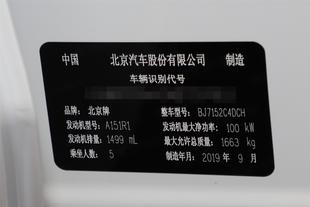 中国 北京汽车股份有限公司 制造
车辆识别代号
品牌：北京牌 整车型号：BJ7152C4DCH
发动机型号：A151R1 发动机最大净功率：100 kW
发动机排量：1499 mL 最大允许总质量：1663 kg
乘坐人数：5 制造年月：2019 年 9 月